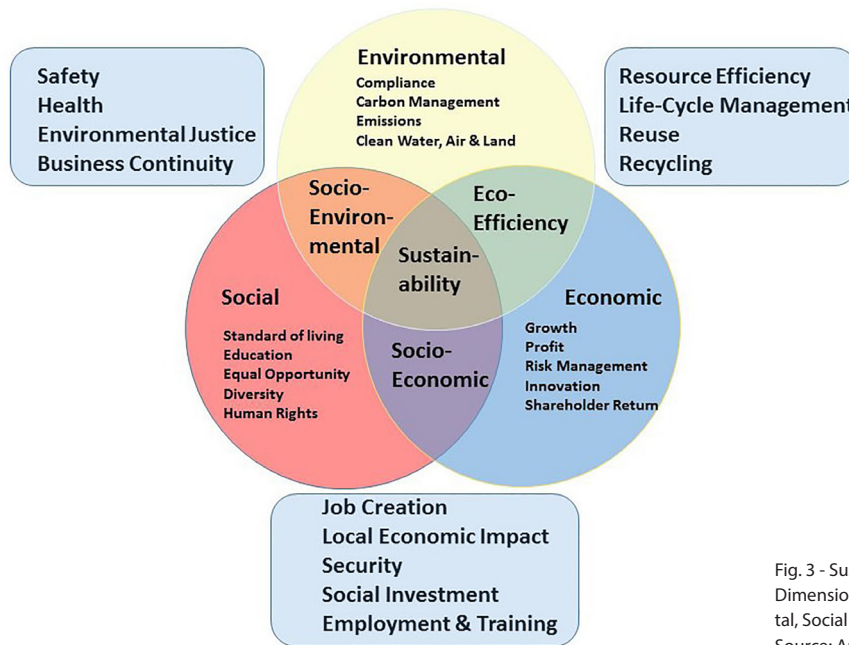 Environmental
Compliance
Carbon Management
Emissions
Clean Water, Air & Land
Safety
Health
Environmental Justice
Business Continuity
Resource Efficiency
Life-Cycle Management
Reuse
Recycling
Socio-
Environ-
mental
Eco-
Efficiency
Sustain-
ability
Social
Standard of living
Education
Equal Opportunity
Diversity
Human Rights
Economic
Growth
Profit
Risk Management
Innovation
Shareholder Return
Socio-
Economic
Job Creation
Local Economic Impact
Security
Social Investment
Employment & Training
Fig. 3 - Su
Dimension
tal, Social
Source: